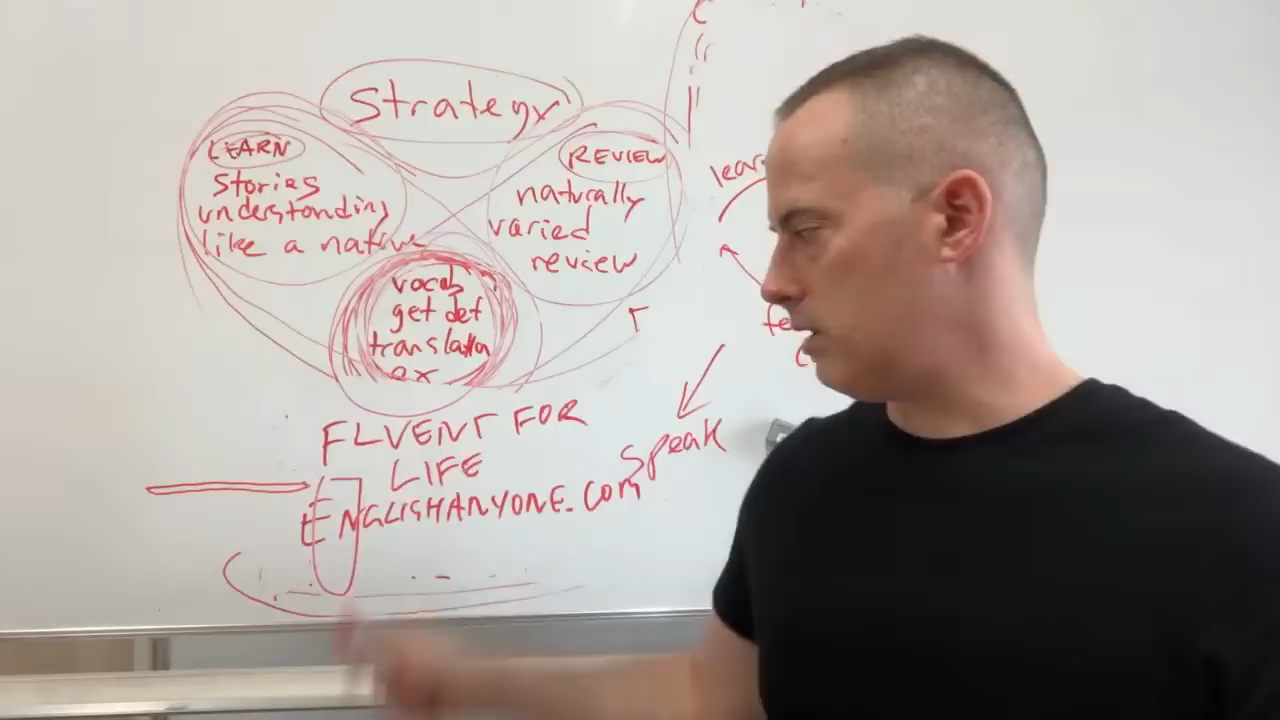 Strategy
LEARN
stories
understanding
like a native
REVIEW
naturally
varied
review
vocab
get def
translation
ex
FLUENT FOR
LIFE
ENGLISHANYONE.COM
speak